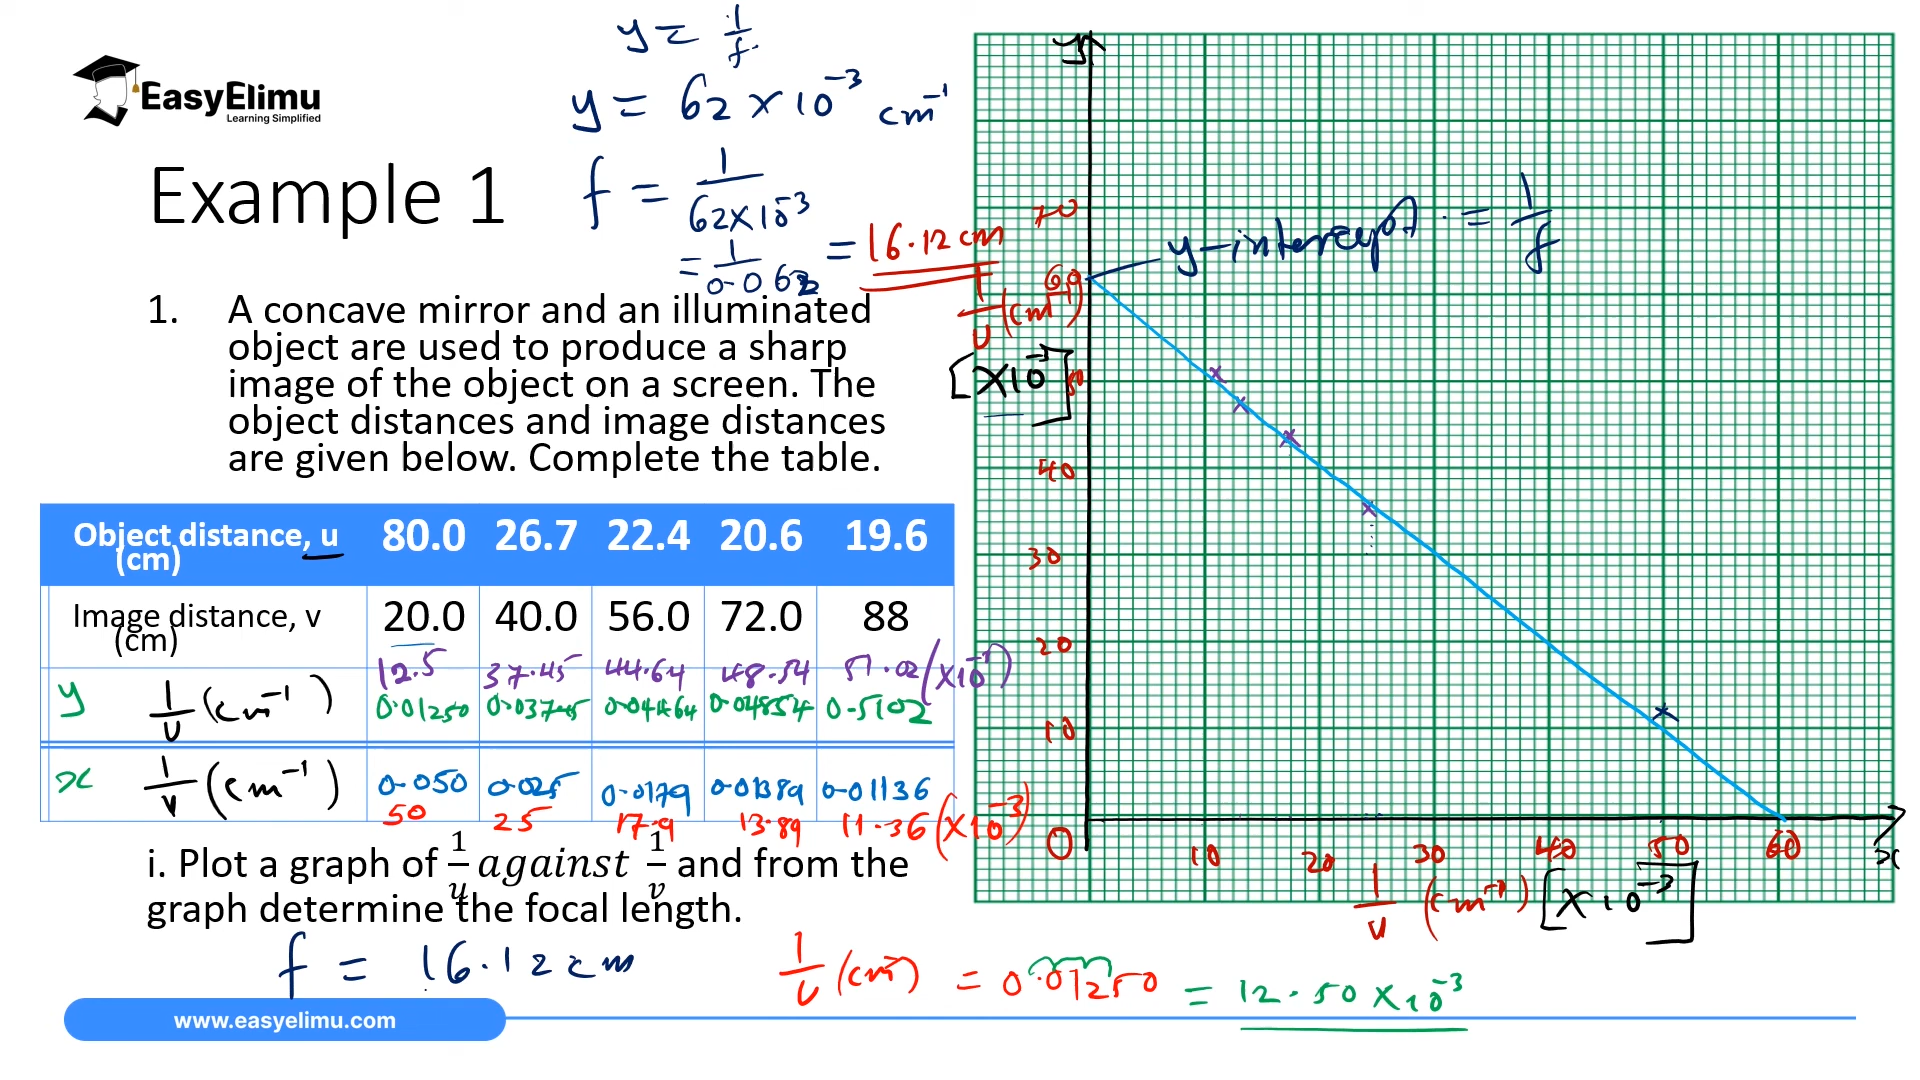 EasyElimu
Learning Simplified
y = 1/f
y = 62 × 10⁻³ cm⁻¹
f = 1/(62×10⁻³)
= 1/0.062 = 16.12 cm
Example 1
1. A concave mirror and an illuminated
object are used to produce a sharp
image of the object on a screen. The
object distances and image distances
are given below. Complete the table.
Object distance, u (cm) 80.0 26.7 22.4 20.6 19.6
Image distance, v (cm) 20.0 40.0 56.0 72.0 88
12.5 37.45 44.64 48.54 51.02 (×10⁻³)
y 1/u (cm⁻¹) 0.01250 0.03745 0.04464 0.04854 0.5102
x 1/v (cm⁻¹) 0.050 0.025 0.0179 0.01389 0.01136
50 25 17.9 13.89 11.36 (×10⁻³)
i. Plot a graph of 1/u against 1/v and from the
graph determine the focal length.
f = 16.12 cm
1/u (cm⁻¹) = 0.01250 = 12.50 × 10⁻³
www.easyelimu.com
y
y-intercept = 1/f
70
60
1/u (cm⁻¹)
[×10⁻³]
50
40
30
20
10
0 10 20 30 40 50 60 x
1/v (cm⁻¹) [×10⁻³]